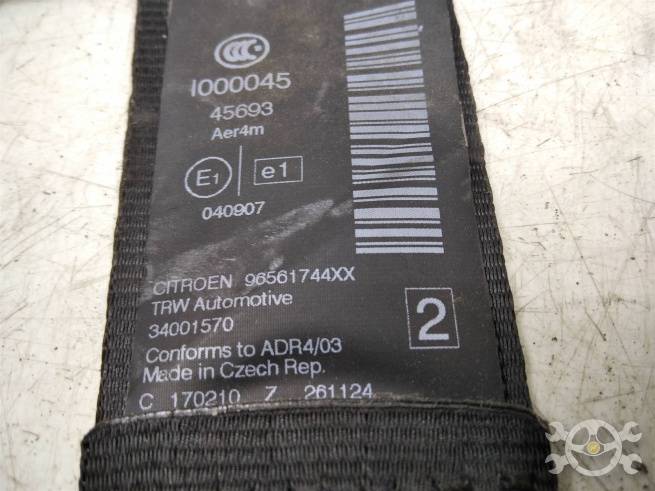 CCC
I000045
45693
Aer4m
E1 e1
040907
CITROEN 96561744XX
TRW Automotive
34001570
2
Conforms to ADR4/03
Made in Czech Rep.
C 170210 Z 261124